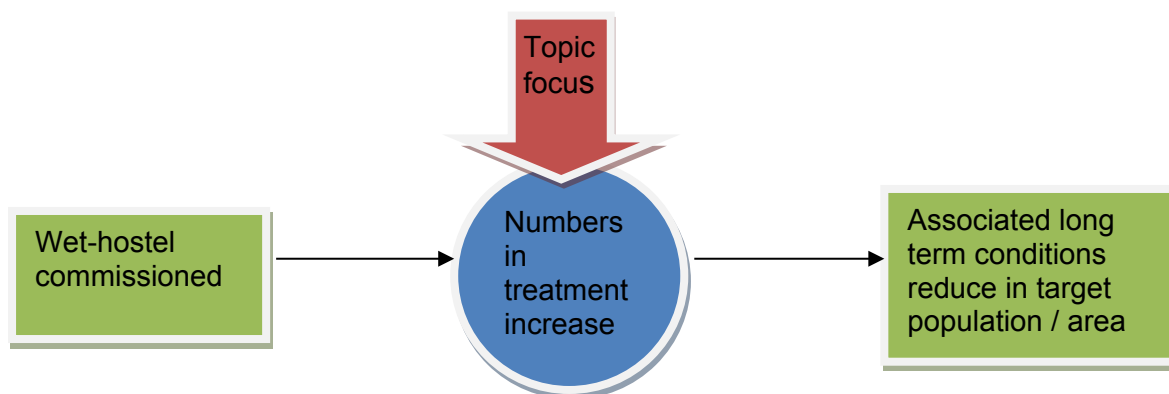 Topic
focus
Wet-hostel
commissioned
Numbers
in
treatment
increase
Associated long
term conditions
reduce in target
population / area